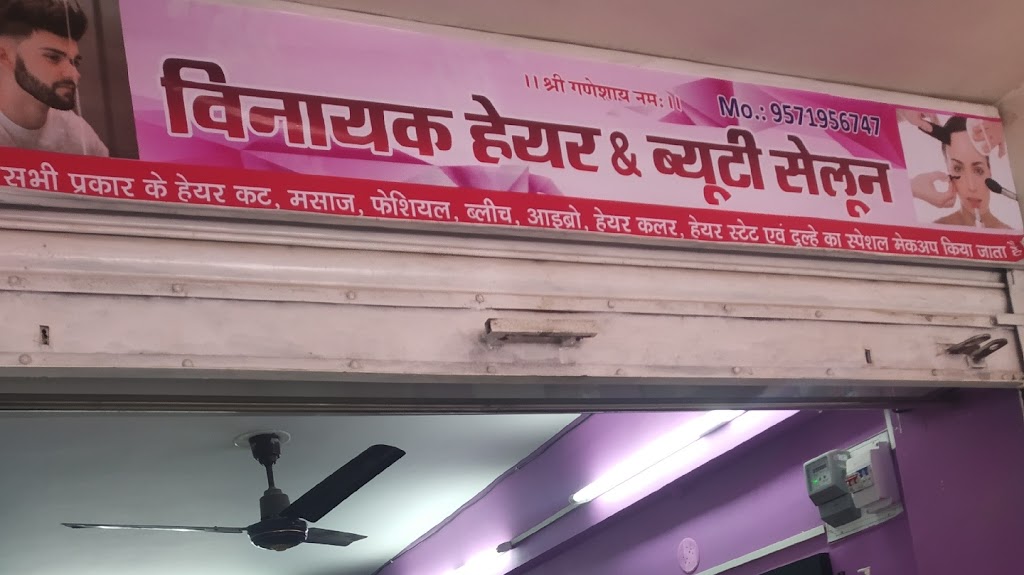 ।। श्री गणेशाय नमः ।।
Mo.: 9571956747
विनायक हेयर & ब्यूटी सेलून
सभी प्रकार के हेयर कट, मसाज, फेशियल, ब्लीच, आइब्रो, हेयर कलर, हेयर स्टेट एवं दुल्हे का स्पेशल मेकअप किया जाता है